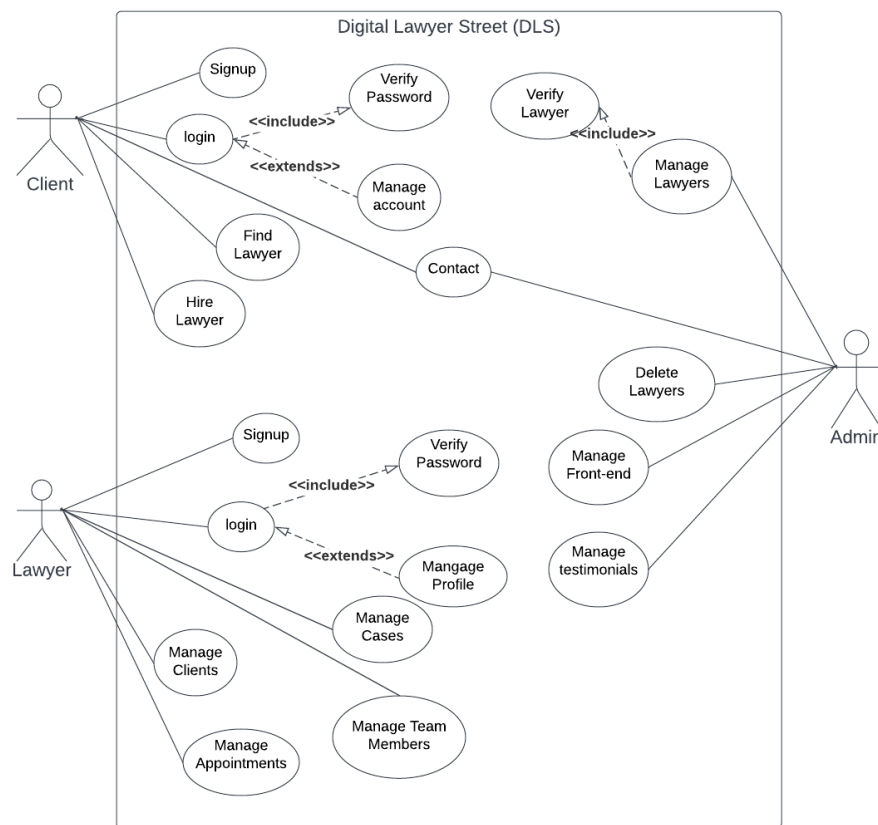 Digital Lawyer Street (DLS)
Signup
Verify
Password
Verify
Lawyer
<<include>>
login
<<include>>
<<extends>>
Manage
Lawyers
Client
Manage
account
Find
Lawyer
Contact
Hire
Lawyer
Delete
Lawyers
Admin
Signup
Verify
Password
Manage
Front-end
<<include>>
login
<<extends>>
Lawyer
Mangage
Profile
Manage
testimonials
Manage
Cases
Manage
Clients
Manage Team
Members
Manage
Appointments